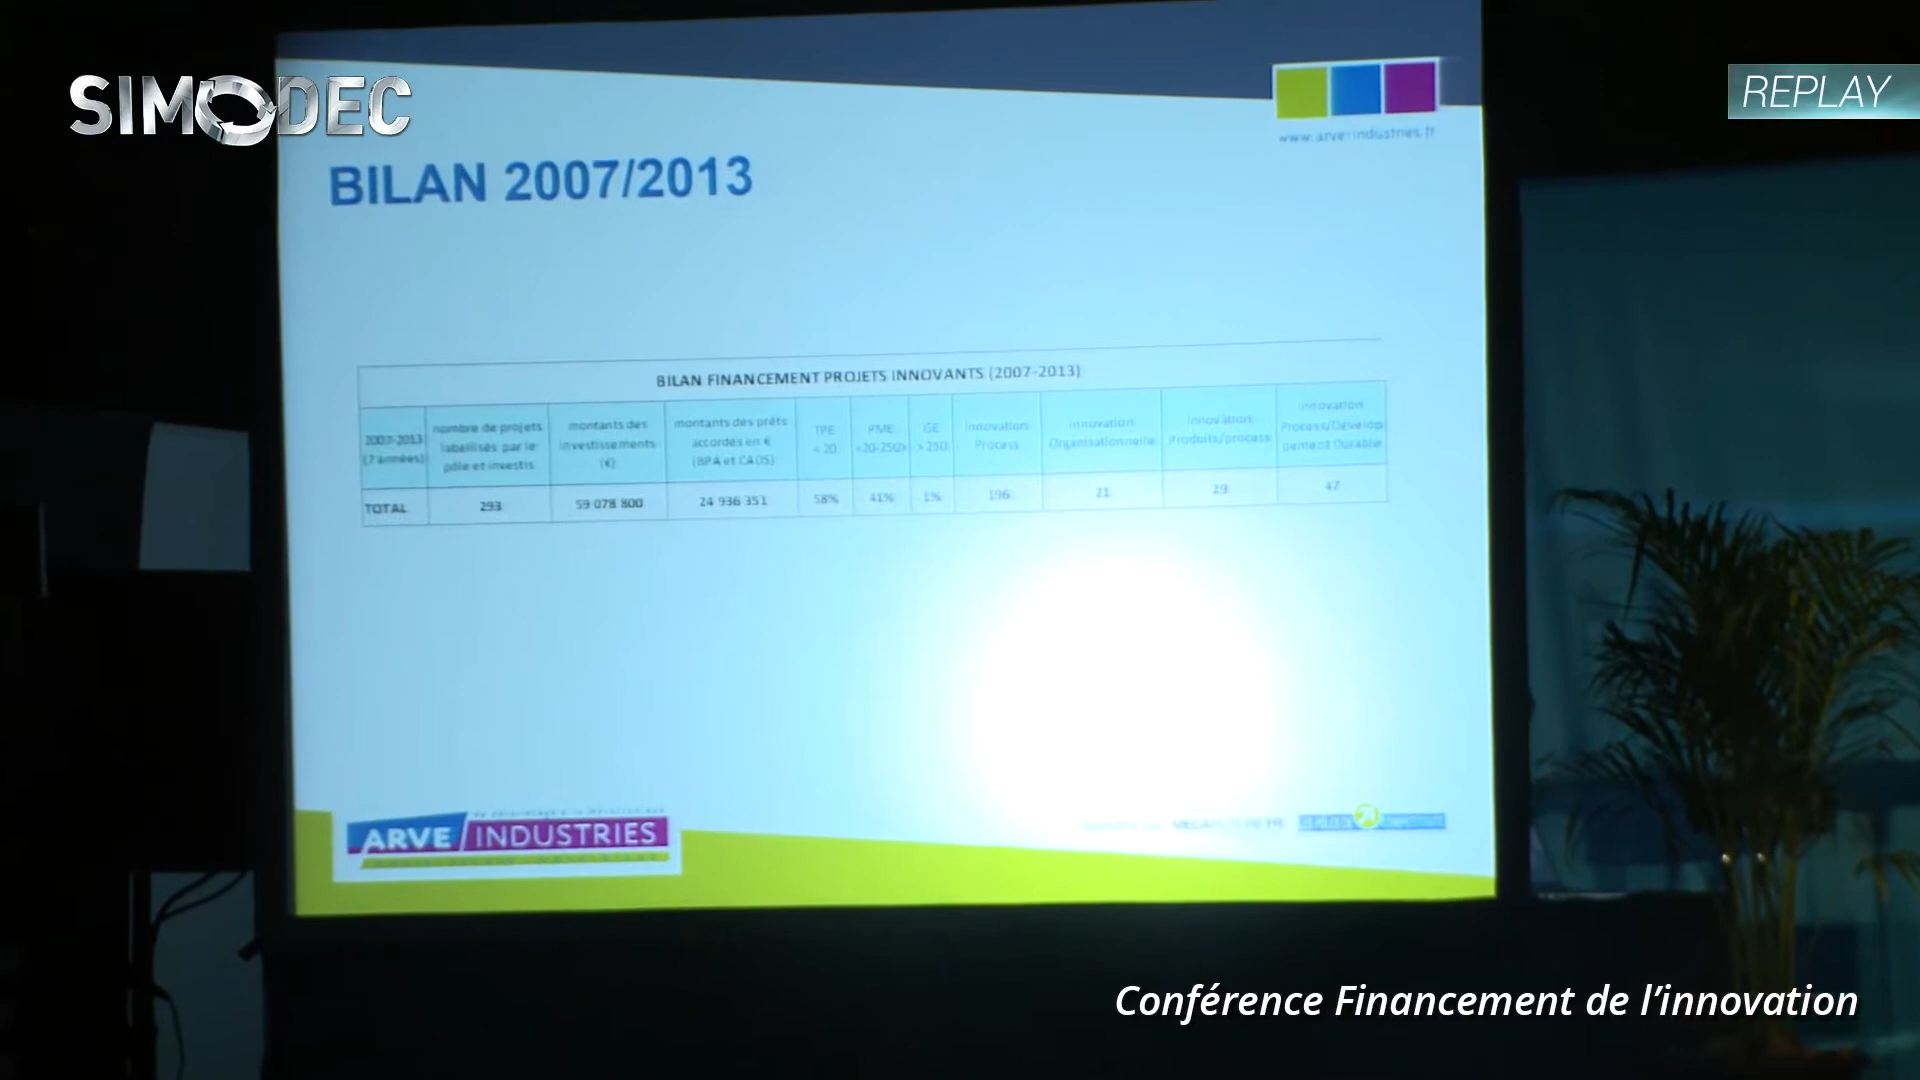 SIMODEC
REPLAY
www.arve-industries.fr
BILAN 2007/2013
BILAN FINANCEMENT PROJETS INNOVANTS (2007-2013)
2007-2013 (7 années)
nombre de projets labellisés par le pôle et investis
montants des investissements (€)
montants des prêts accordés en € (BPA et CADS)
TPE < 20
PME <20-250>
GE > 250
Innovation Process
Innovation Organisationnelle
Innovation Produits/process
Innovation Process/Dévelop pement Durable
TOTAL 293 59 078 800 24 936 351 58% 41% 1% 196 21 29 47
ARVE INDUSTRIES
Conférence Financement de l’innovation